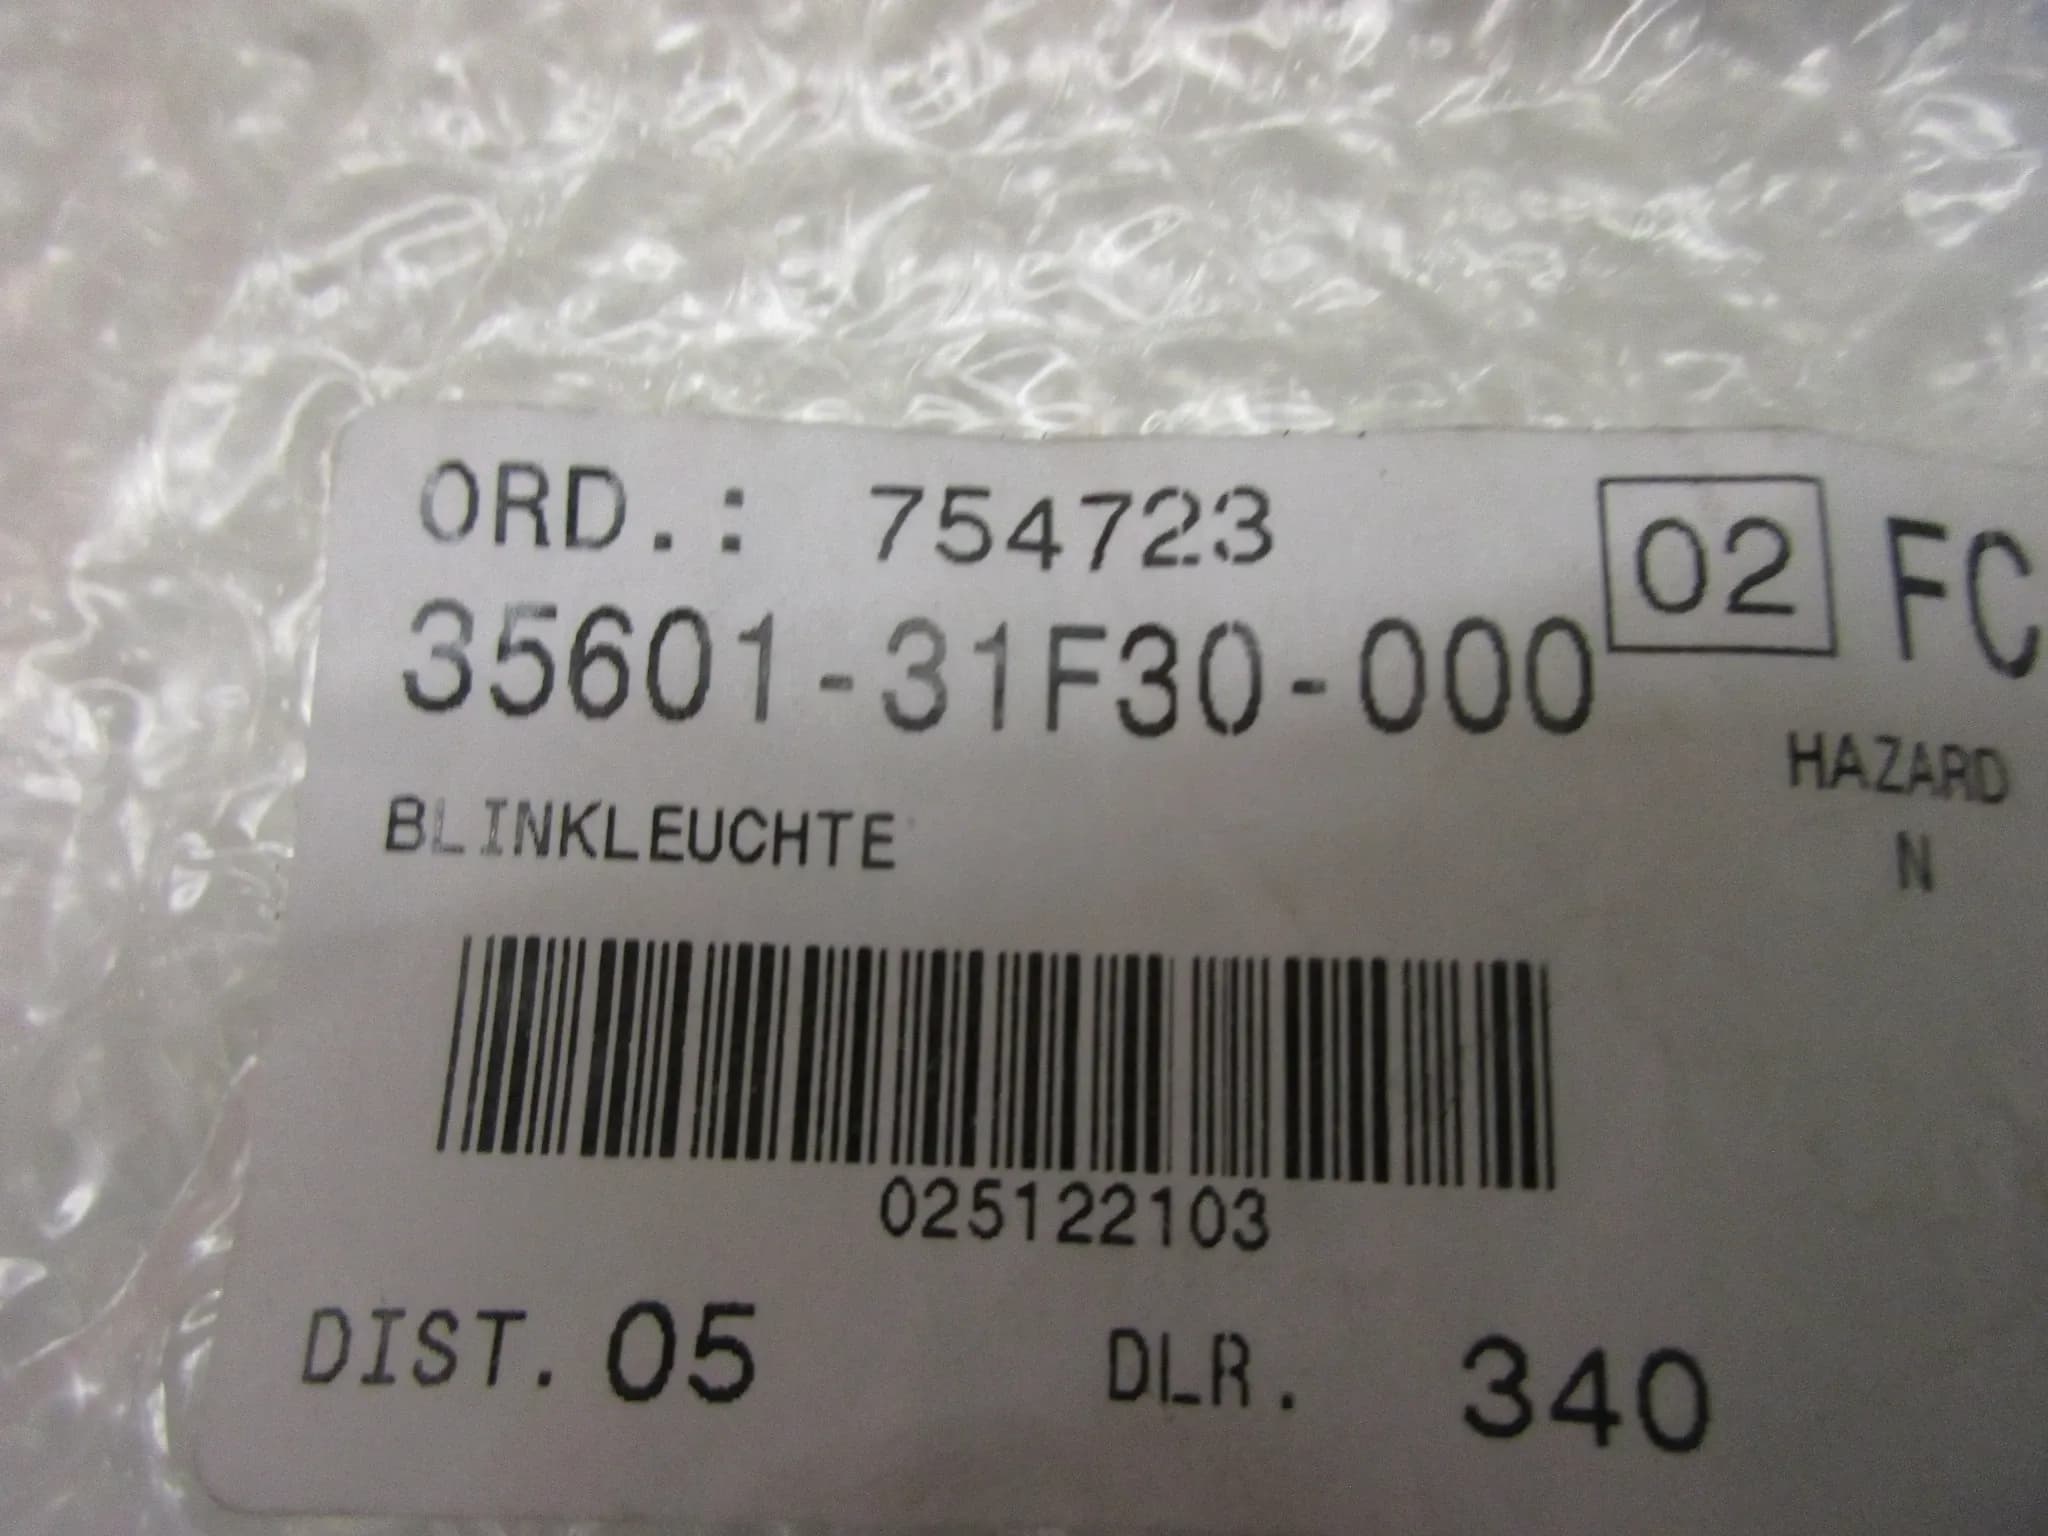 ORD.: 754723 02 FC
35601-31F30-000
HAZARD
BLINKLEUCHTE N
025122103
DIST. 05 DLR. 340